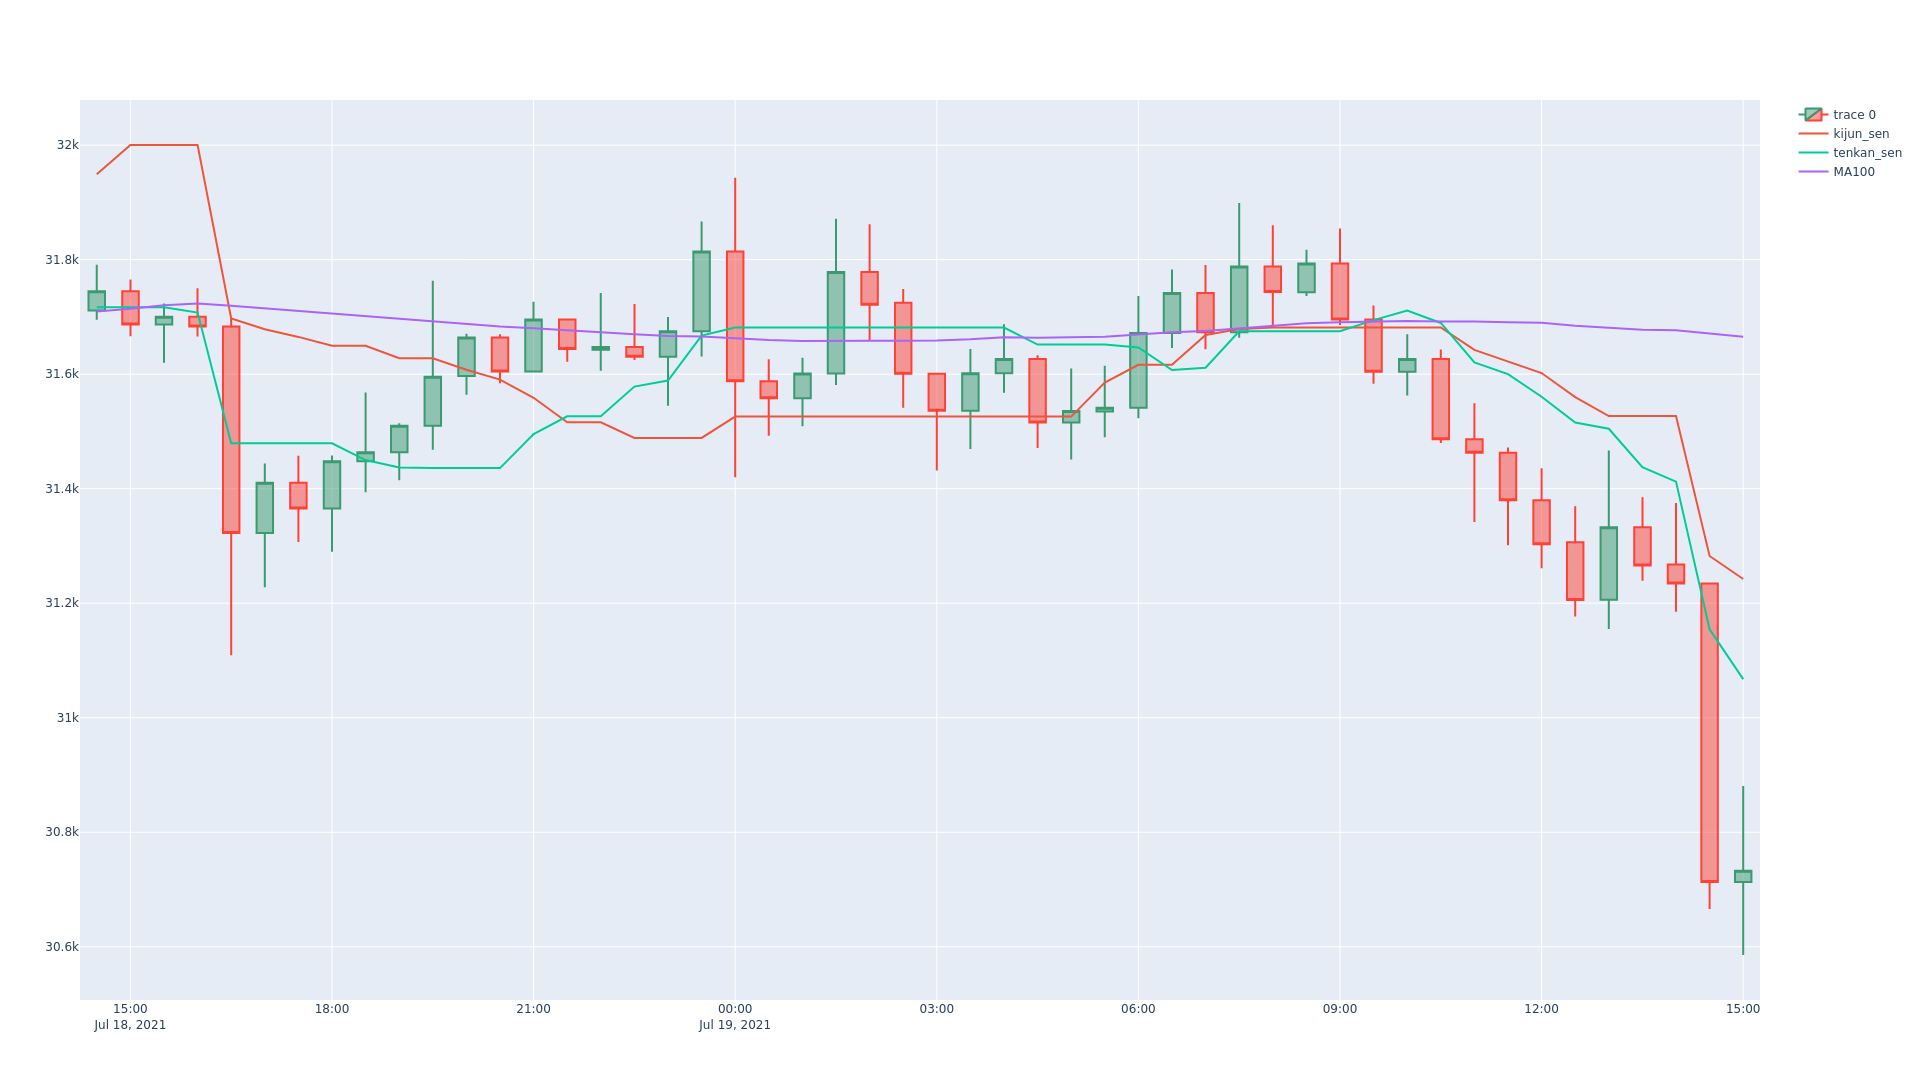 32k
31.8k
31.6k
31.4k
31.2k
31k
30.8k
30.6k
15:00 18:00 21:00 00:00 03:00 06:00 09:00 12:00 15:00
Jul 18, 2021 Jul 19, 2021
trace 0
kijun_sen
tenkan_sen
MA100